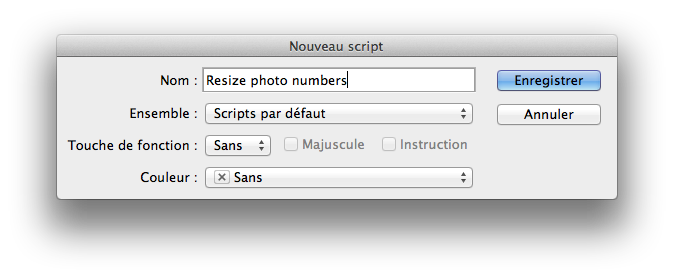 Nouveau script
Nom : Resize photo numbers Enregistrer
Ensemble : Scripts par défaut Annuler
Touche de fonction : Sans Majuscule Instruction
Couleur : Sans